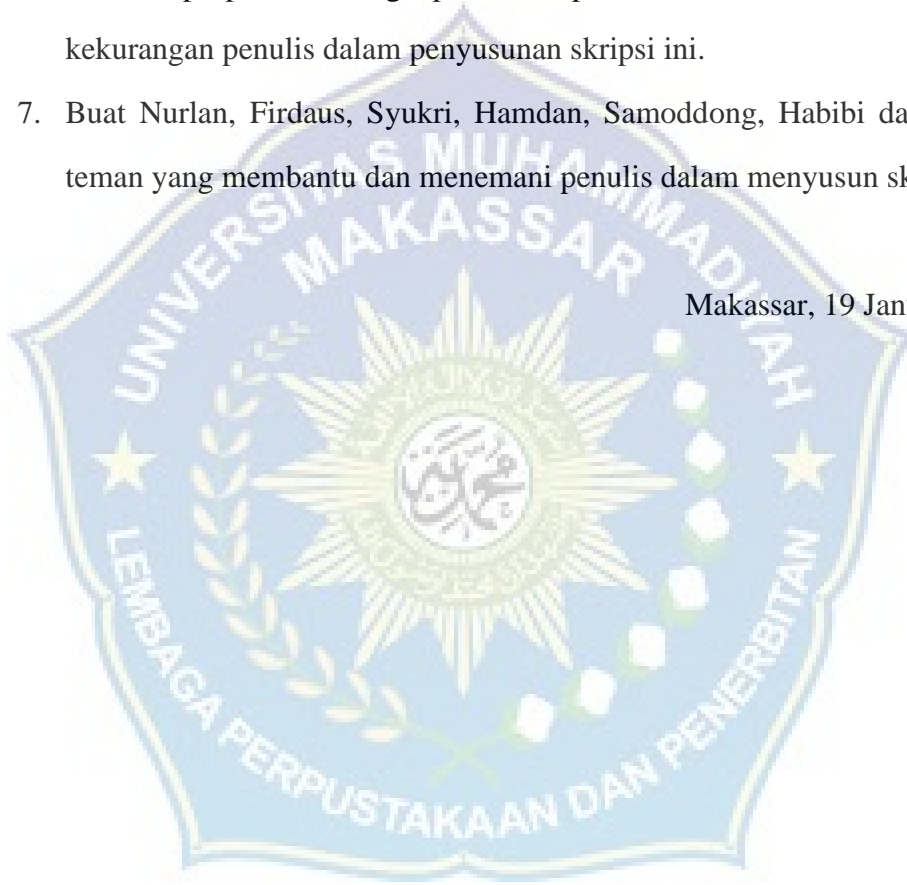 kekurangan penulis dalam penyusunan skripsi ini.
7. Buat Nurlan, Firdaus, Syukri, Hamdan, Samoddong, Habibi da
teman yang membantu dan menemani penulis dalam menyusun sk
Makassar, 19 Jan
UNIVERSITAS MUHAMMADIYAH
MAKASSAR
LEMBAGA PERPUSTAKAAN DAN PENERBITAN